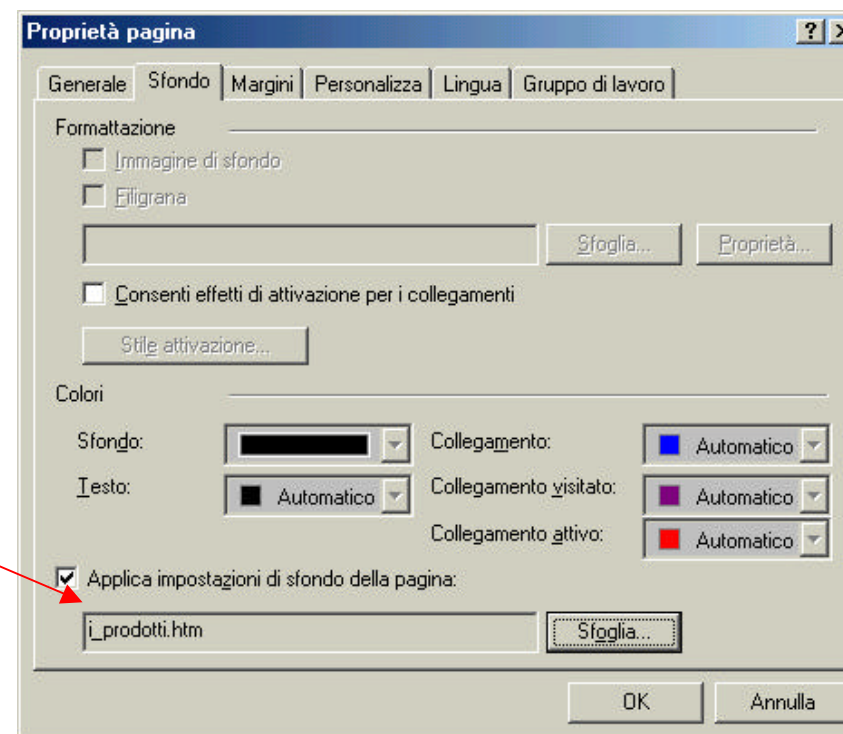 Proprietà pagina
Generale Sfondo Margini Personalizza Lingua Gruppo di lavoro
Formattazione
Immagine di sfondo
Filigrana
Sfoglia... Proprietà...
Consenti effetti di attivazione per i collegamenti
Stile attivazione...
Colori
Sfondo: Collegamento: Automatico
Testo: Automatico Collegamento visitato: Automatico
Collegamento attivo: Automatico
Applica impostazioni di sfondo della pagina:
i_prodotti.htm Sfoglia...
OK Annulla